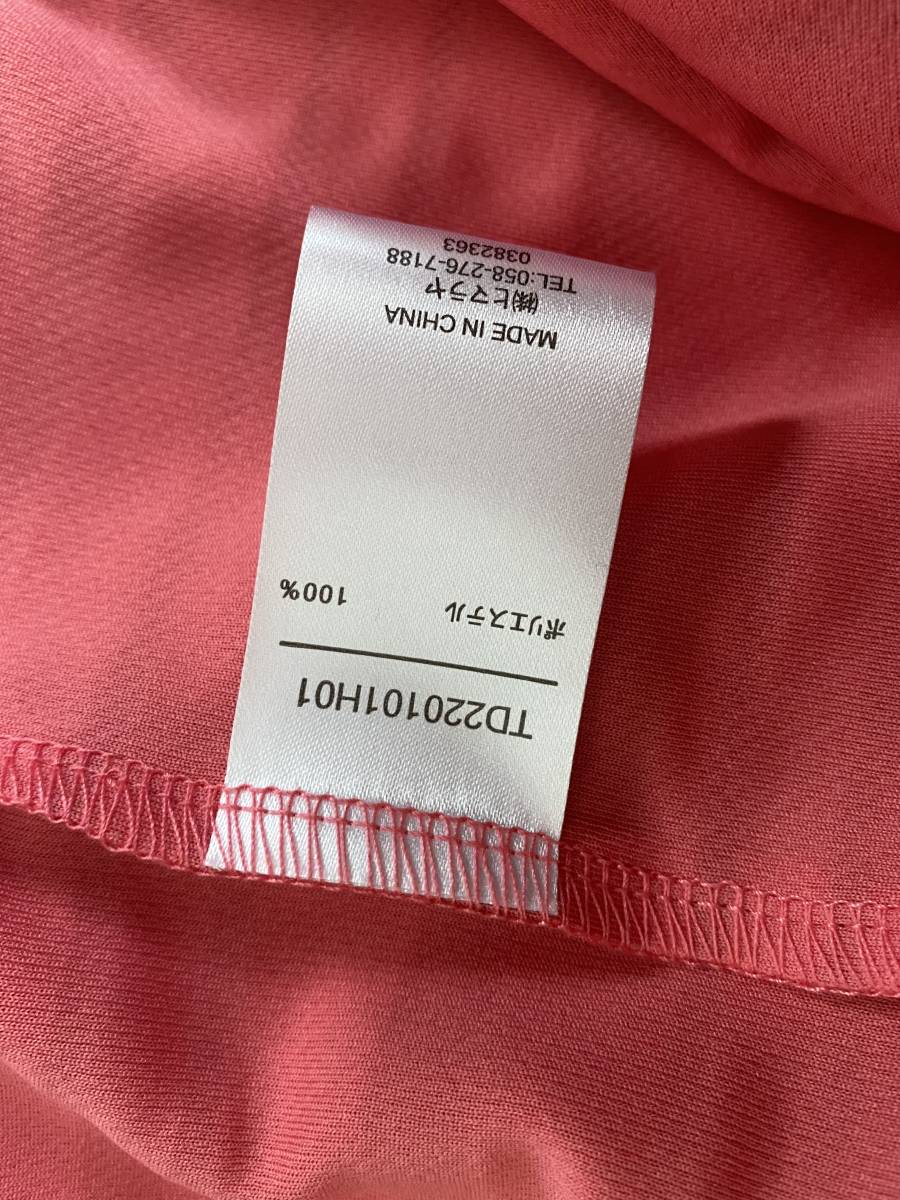 TD220101H01
ポリエステル 100%
MADE IN CHINA
㈱ヒマラヤ
TEL:058-276-7188
0382363